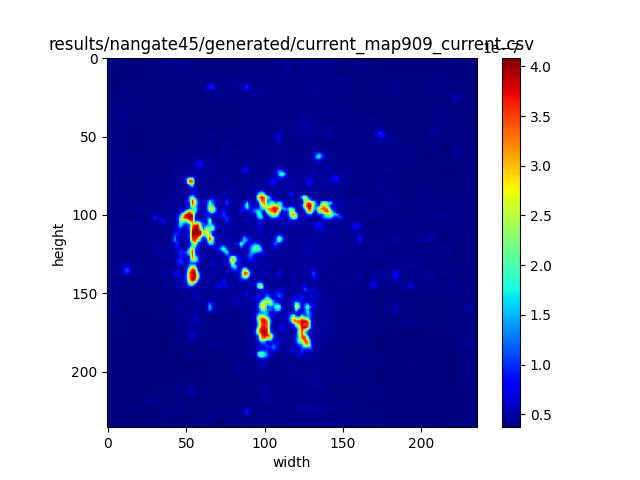 results/nangate45/generated/current_map909_current.csv
1e−7
0
50
100
150
200
height
0 50 100 150 200
width
4.0
3.5
3.0
2.5
2.0
1.5
1.0
0.5